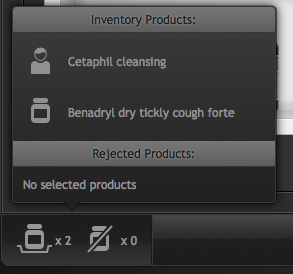 Inventory Products:
Cetaphil cleansing
Benadryl dry tickly cough forte
Rejected Products:
No selected products
x 2 x 0